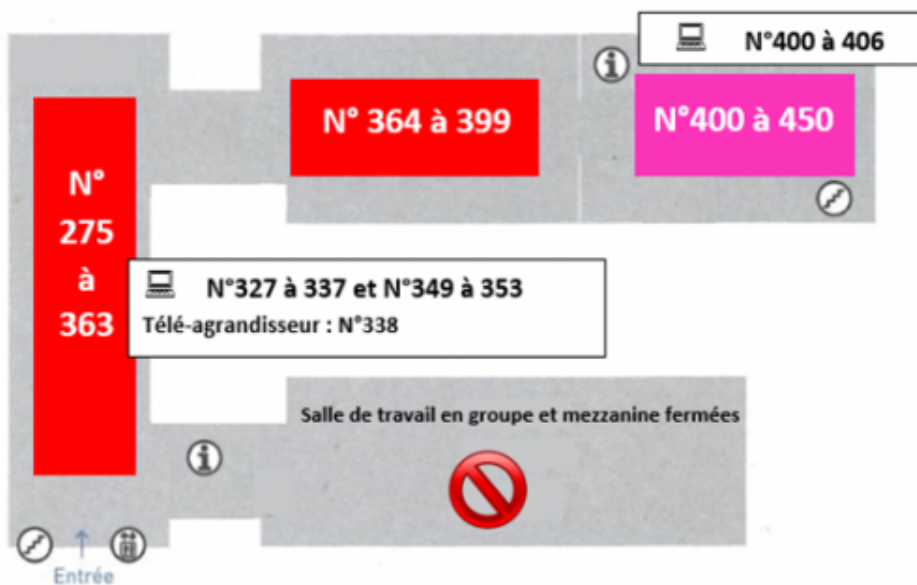 N°400 à 406
N° 364 à 399
N°400 à 450
N°
275
à
363
N°327 à 337 et N°349 à 353
Télé-agrandisseur : N°338
Salle de travail en groupe et mezzanine fermées
Entrée